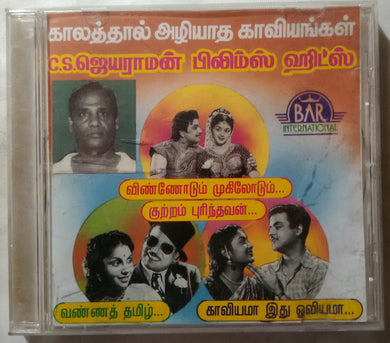 காலத்தால் அழியாத காவியங்கள்
C.S.ஜெயராமன் பிலிம்ஸ் ஹிட்ஸ்
BAR
INTERNATIONAL
விண்ணோடும் முகிலோடும்...
குற்றம் புரிந்தவன்...
வண்ணத் தமிழ்...
காவியமா இது ஓவியமா...